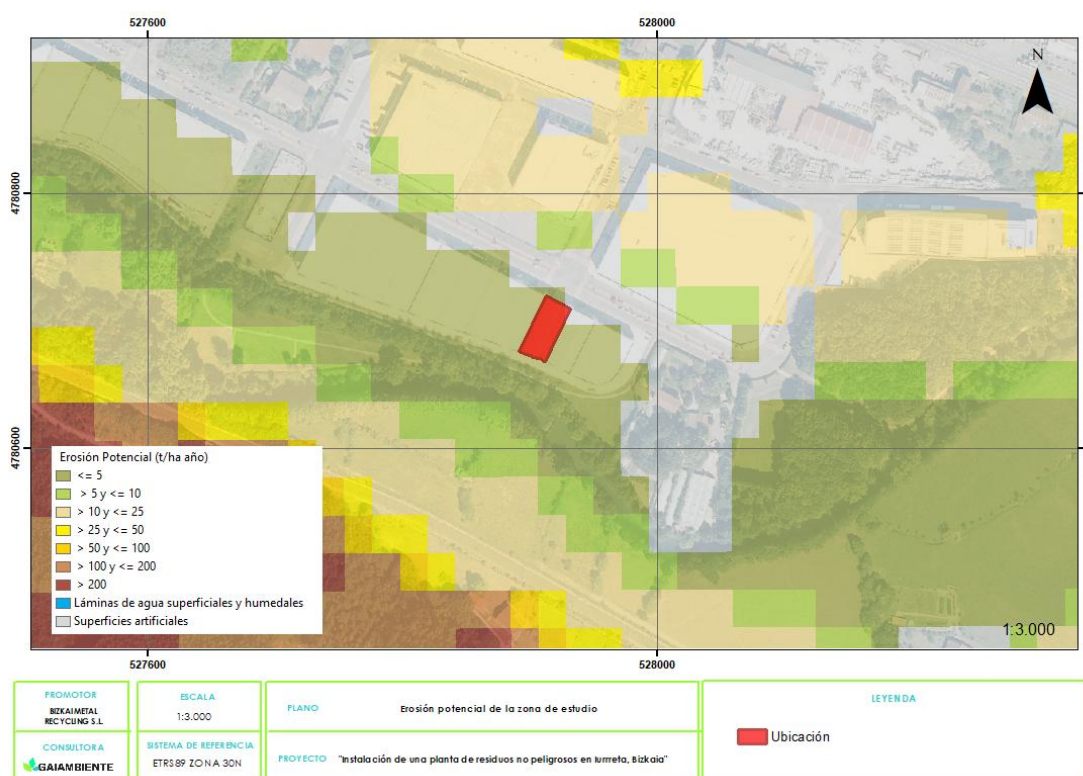 527600
528000
N
4780800
4780600
Erosión Potencial (t/ha año)
<= 5
> 5 y <= 10
> 10 y <= 25
> 25 y <= 50
> 50 y <= 100
> 100 y <= 200
> 200
Láminas de agua superficiales y humedales
Superficies artificiales
1:3.000
527600
528000
PROMOTOR
BIZKAIMETAL
RECYCLING S.L
CONSULTORA
GAIAMBIENTE
ESCALA
1:3.000
SISTEMA DE REFERENCIA
ETRS89 ZONA 30N
PLANO
Erosión potencial de la zona de estudio
PROYECTO
"Instalación de una planta de residuos no peligrosos en Iurrreta, Bizkaia"
LEYENDA
Ubicación